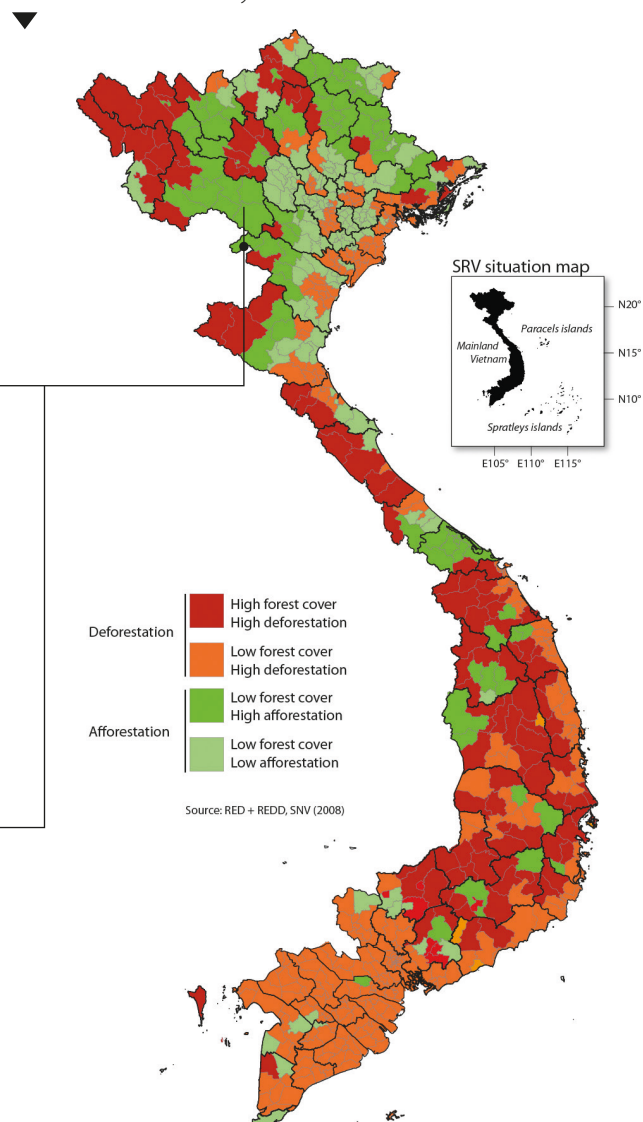 SRV situation map
N20°
Paracels islands
Mainland
Vietnam
N15°
N10°
Spratleys islands
E105° E110° E115°
Deforestation
High forest cover
High deforestation
Low forest cover
High deforestation
Afforestation
Low forest cover
High afforestation
Low forest cover
Low afforestation
Source: RED + REDD, SNV (2008)